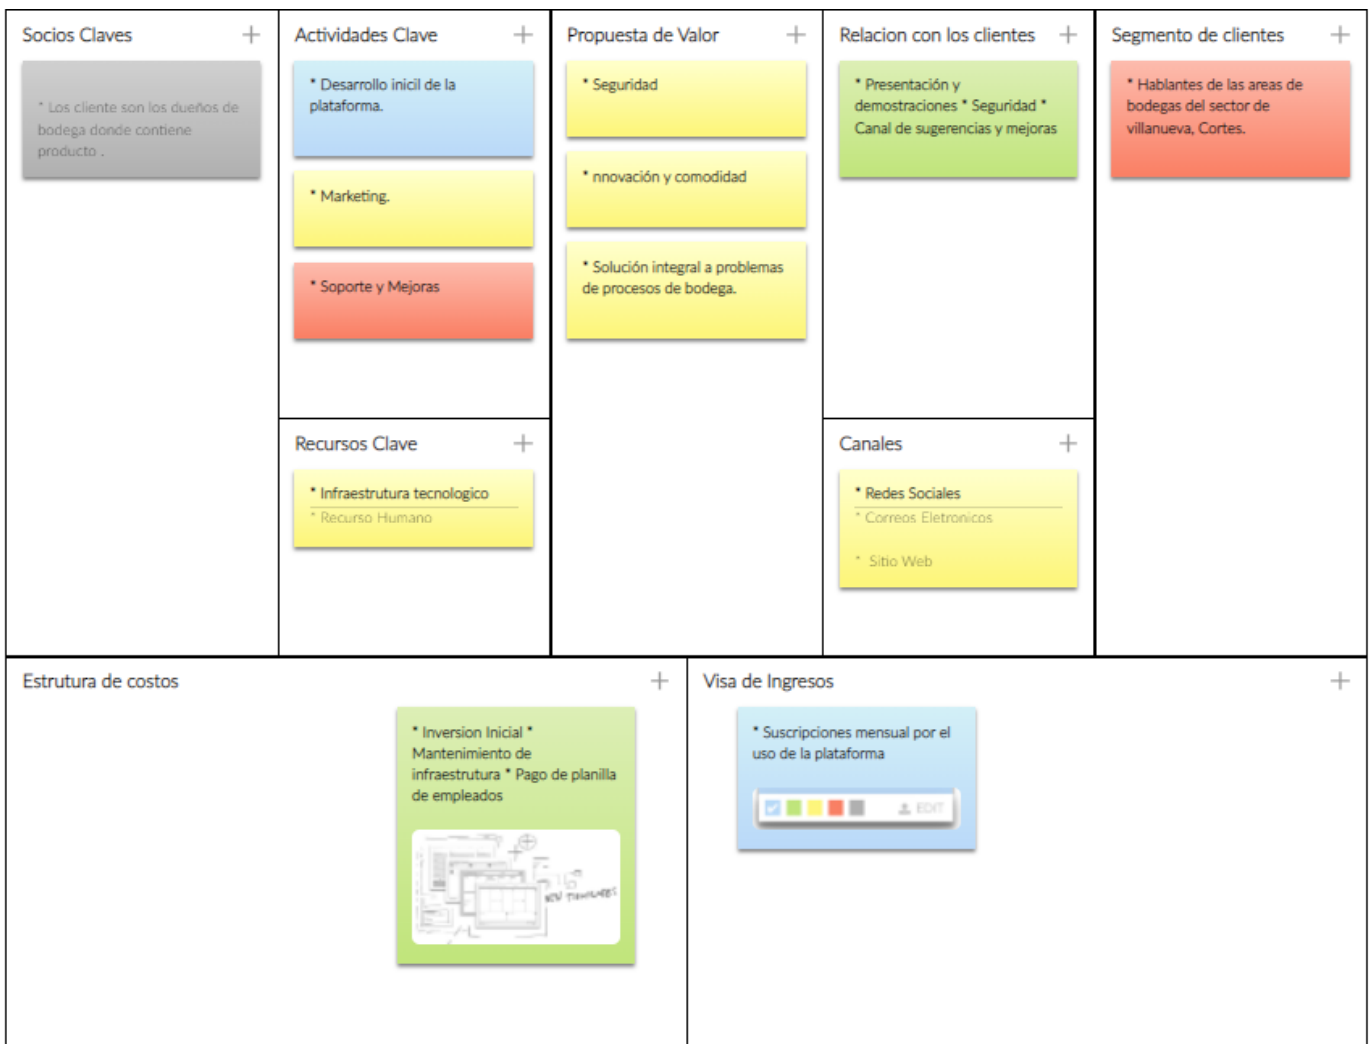 Socios Claves
* Los cliente son los dueños de
bodega donde contiene
producto .
Actividades Clave
* Desarrollo inicil de la
plataforma.
* Marketing.
* Soporte y Mejoras
Recursos Clave
* Infraestrutura tecnologico
* Recurso Humano
Propuesta de Valor
* Seguridad
* nnovación y comodidad
* Solución integral a problemas
de procesos de bodega.
Relacion con los clientes
* Presentación y
demostraciones * Seguridad *
Canal de sugerencias y mejoras
Canales
* Redes Sociales
* Correos Eletronicos
* Sitio Web
Segmento de clientes
* Hablantes de las areas de
bodegas del sector de
villanueva, Cortes.
Estrutura de costos
* Inversion Inicial *
Mantenimiento de
infraestrutura * Pago de planilla
de empleados
Visa de Ingresos
* Suscripciones mensual por el
uso de la plataforma
EDIT